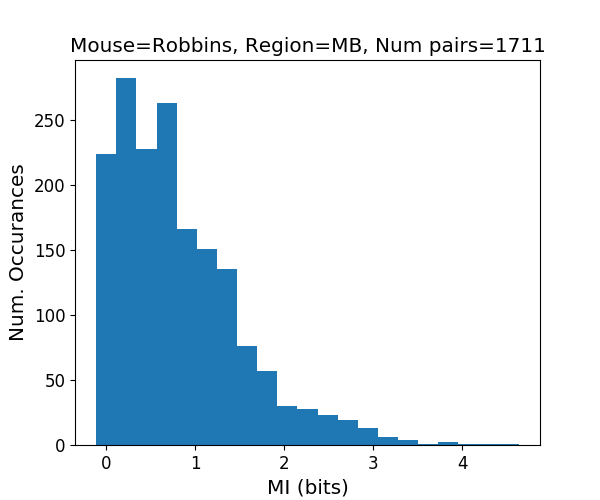 Mouse=Robbins, Region=MB, Num pairs=1711
Num. Occurances
250
200
150
100
50
0
0 1 2 3 4
MI (bits)